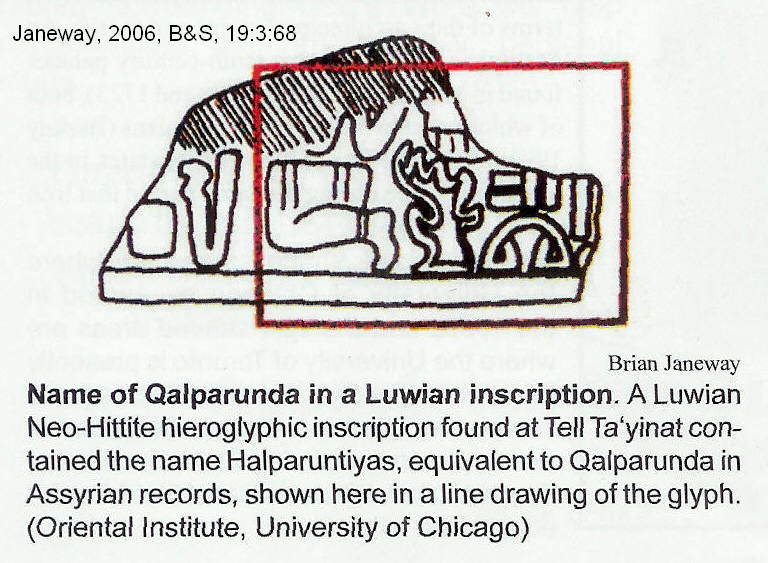 Janeway, 2006, B&S, 19:3:68
Brian Janeway
Name of Qalparunda in a Luwian inscription. A Luwian
Neo-Hittite hieroglyphic inscription found at Tell Ta‘yinat con-
tained the name Halparuntiyas, equivalent to Qalparunda in
Assyrian records, shown here in a line drawing of the glyph.
(Oriental Institute, University of Chicago)